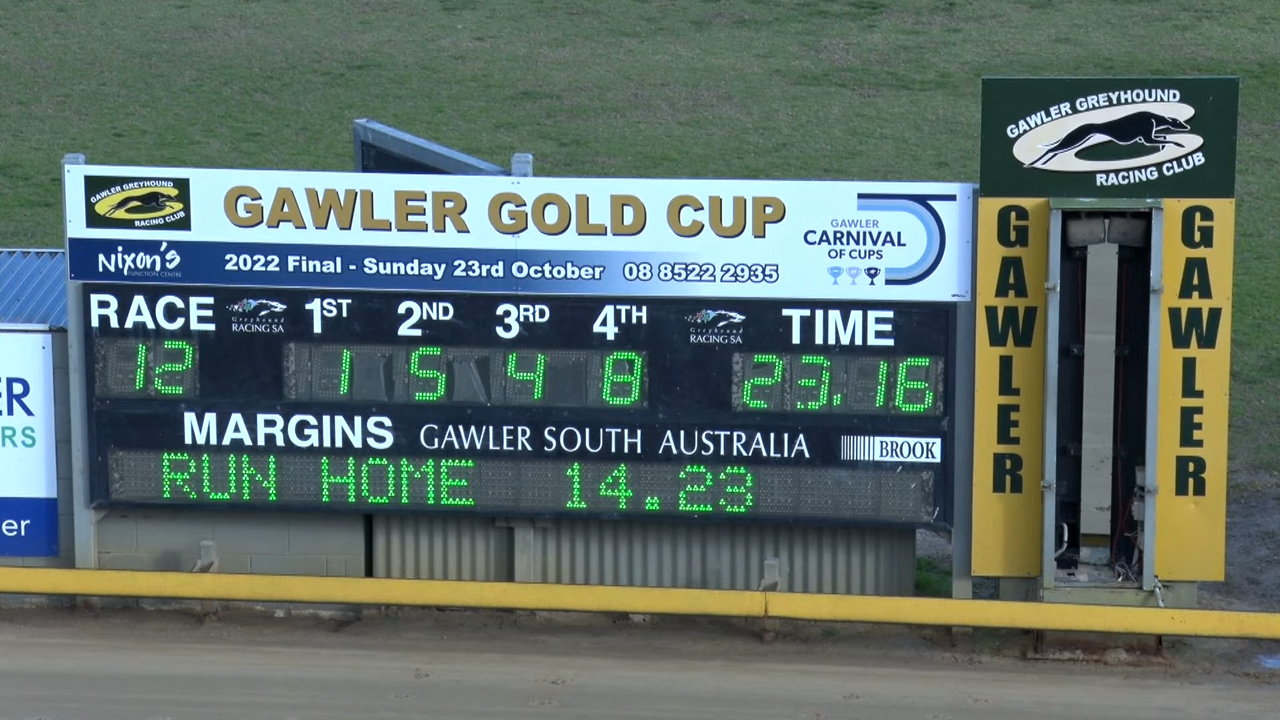 GAWLER GREYHOUND
RACING CLUB
GAWLER GOLD CUP
GAWLER
CARNIVAL
OF CUPS
Nixon's
FUNCTION CENTRE
2022 Final - Sunday 23rd October 08 8522 2935
RACE Greyhound RACING SA 1ST 2ND 3RD 4TH Greyhound RACING SA TIME
12 1 5 4 8 23.16
MARGINS GAWLER SOUTH AUSTRALIA BROOK
RUN HOME 14.23
GAWLER GREYHOUND
RACING CLUB
GAWLER
GAWLER
ER
RS
er